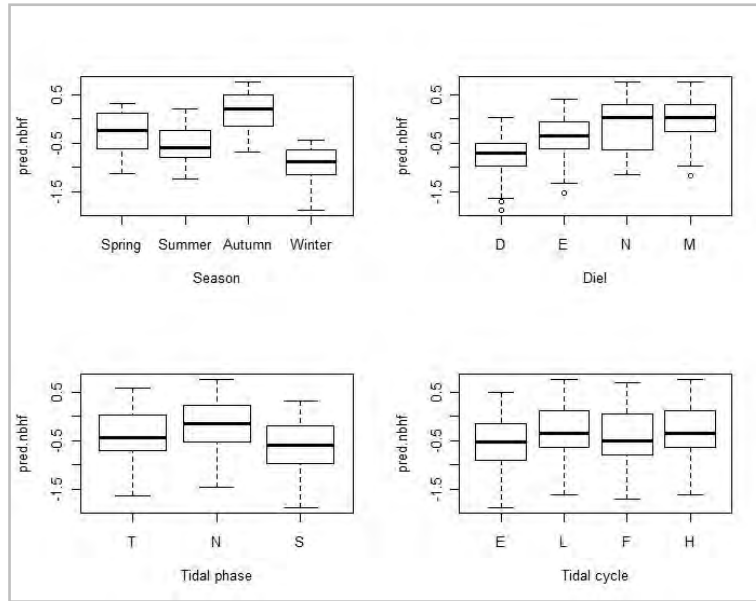 pred.nbhf
0.5
-0.5
-1.5
Spring Summer Autumn Winter
Season
pred.nbhf
0.5
-0.5
-1.5
D E N M
Diel
pred.nbhf
0.5
-0.5
-1.5
T N S
Tidal phase
pred.nbhf
0.5
-0.5
-1.5
E L F H
Tidal cycle